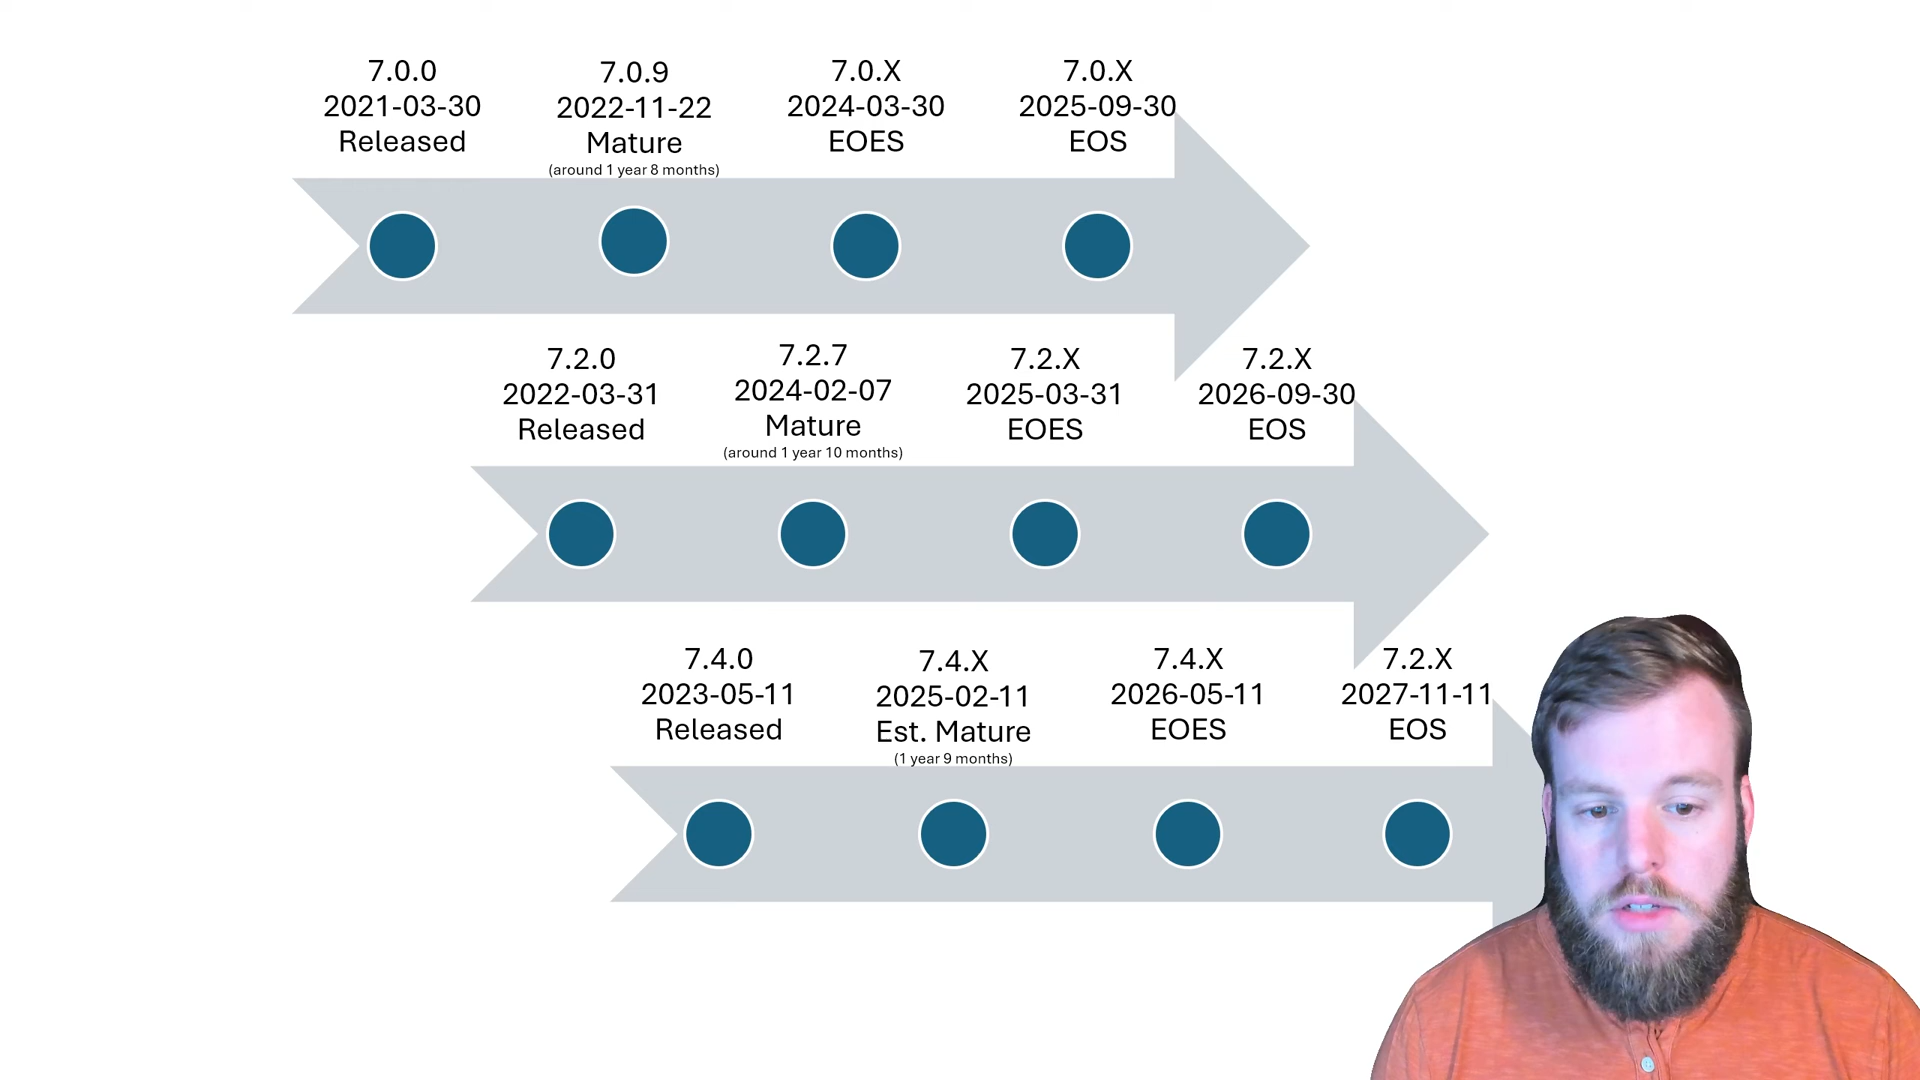 7.0.0
2021-03-30
Released
7.0.9
2022-11-22
Mature
(around 1 year 8 months)
7.0.X
2024-03-30
EOES
7.0.X
2025-09-30
EOS
7.2.0
2022-03-31
Released
7.2.7
2024-02-07
Mature
(around 1 year 10 months)
7.2.X
2025-03-31
EOES
7.2.X
2026-09-30
EOS
7.4.0
2023-05-11
Released
7.4.X
2025-02-11
Est. Mature
(1 year 9 months)
7.4.X
2026-05-11
EOES
7.2.X
2027-11-11
EOS